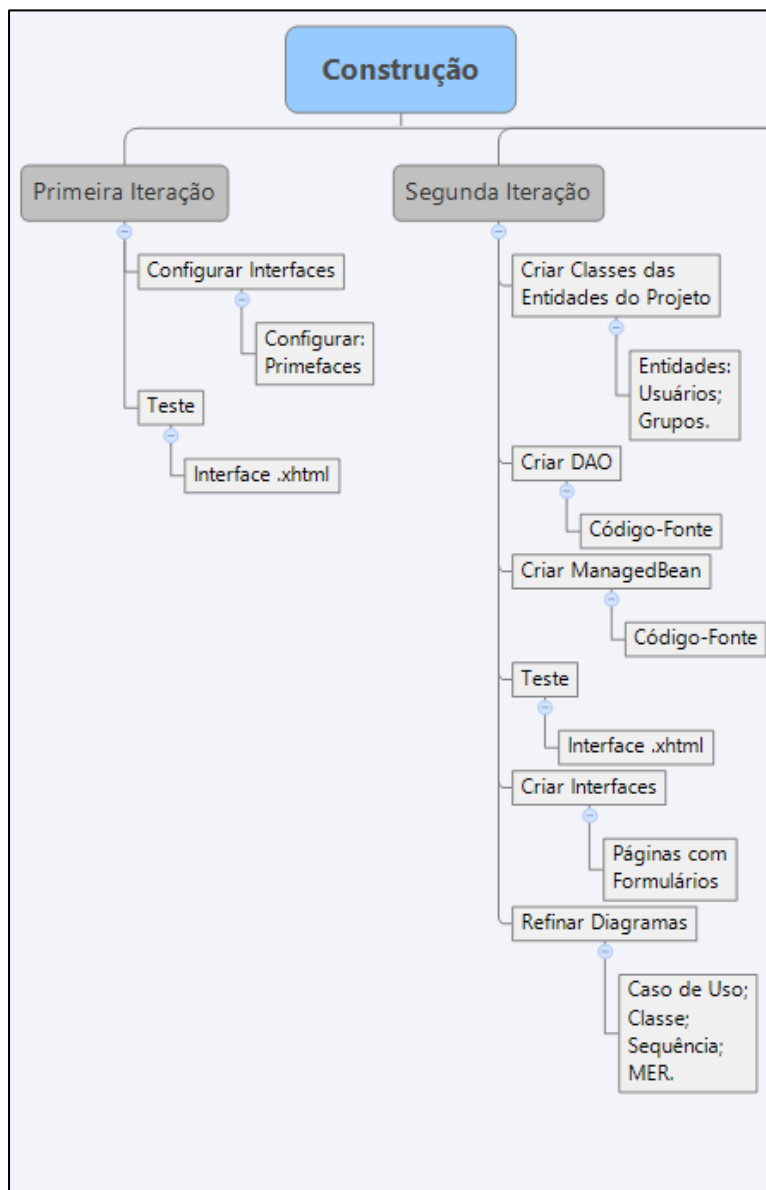 Construção
Primeira Iteração
Configurar Interfaces
Configurar:
Primefaces
Teste
Interface .xhtml
Segunda Iteração
Criar Classes das
Entidades do Projeto
Entidades:
Usuários;
Grupos.
Criar DAO
Código-Fonte
Criar ManagedBean
Código-Fonte
Teste
Interface .xhtml
Criar Interfaces
Páginas com
Formulários
Refinar Diagramas
Caso de Uso;
Classe;
Sequência;
MER.